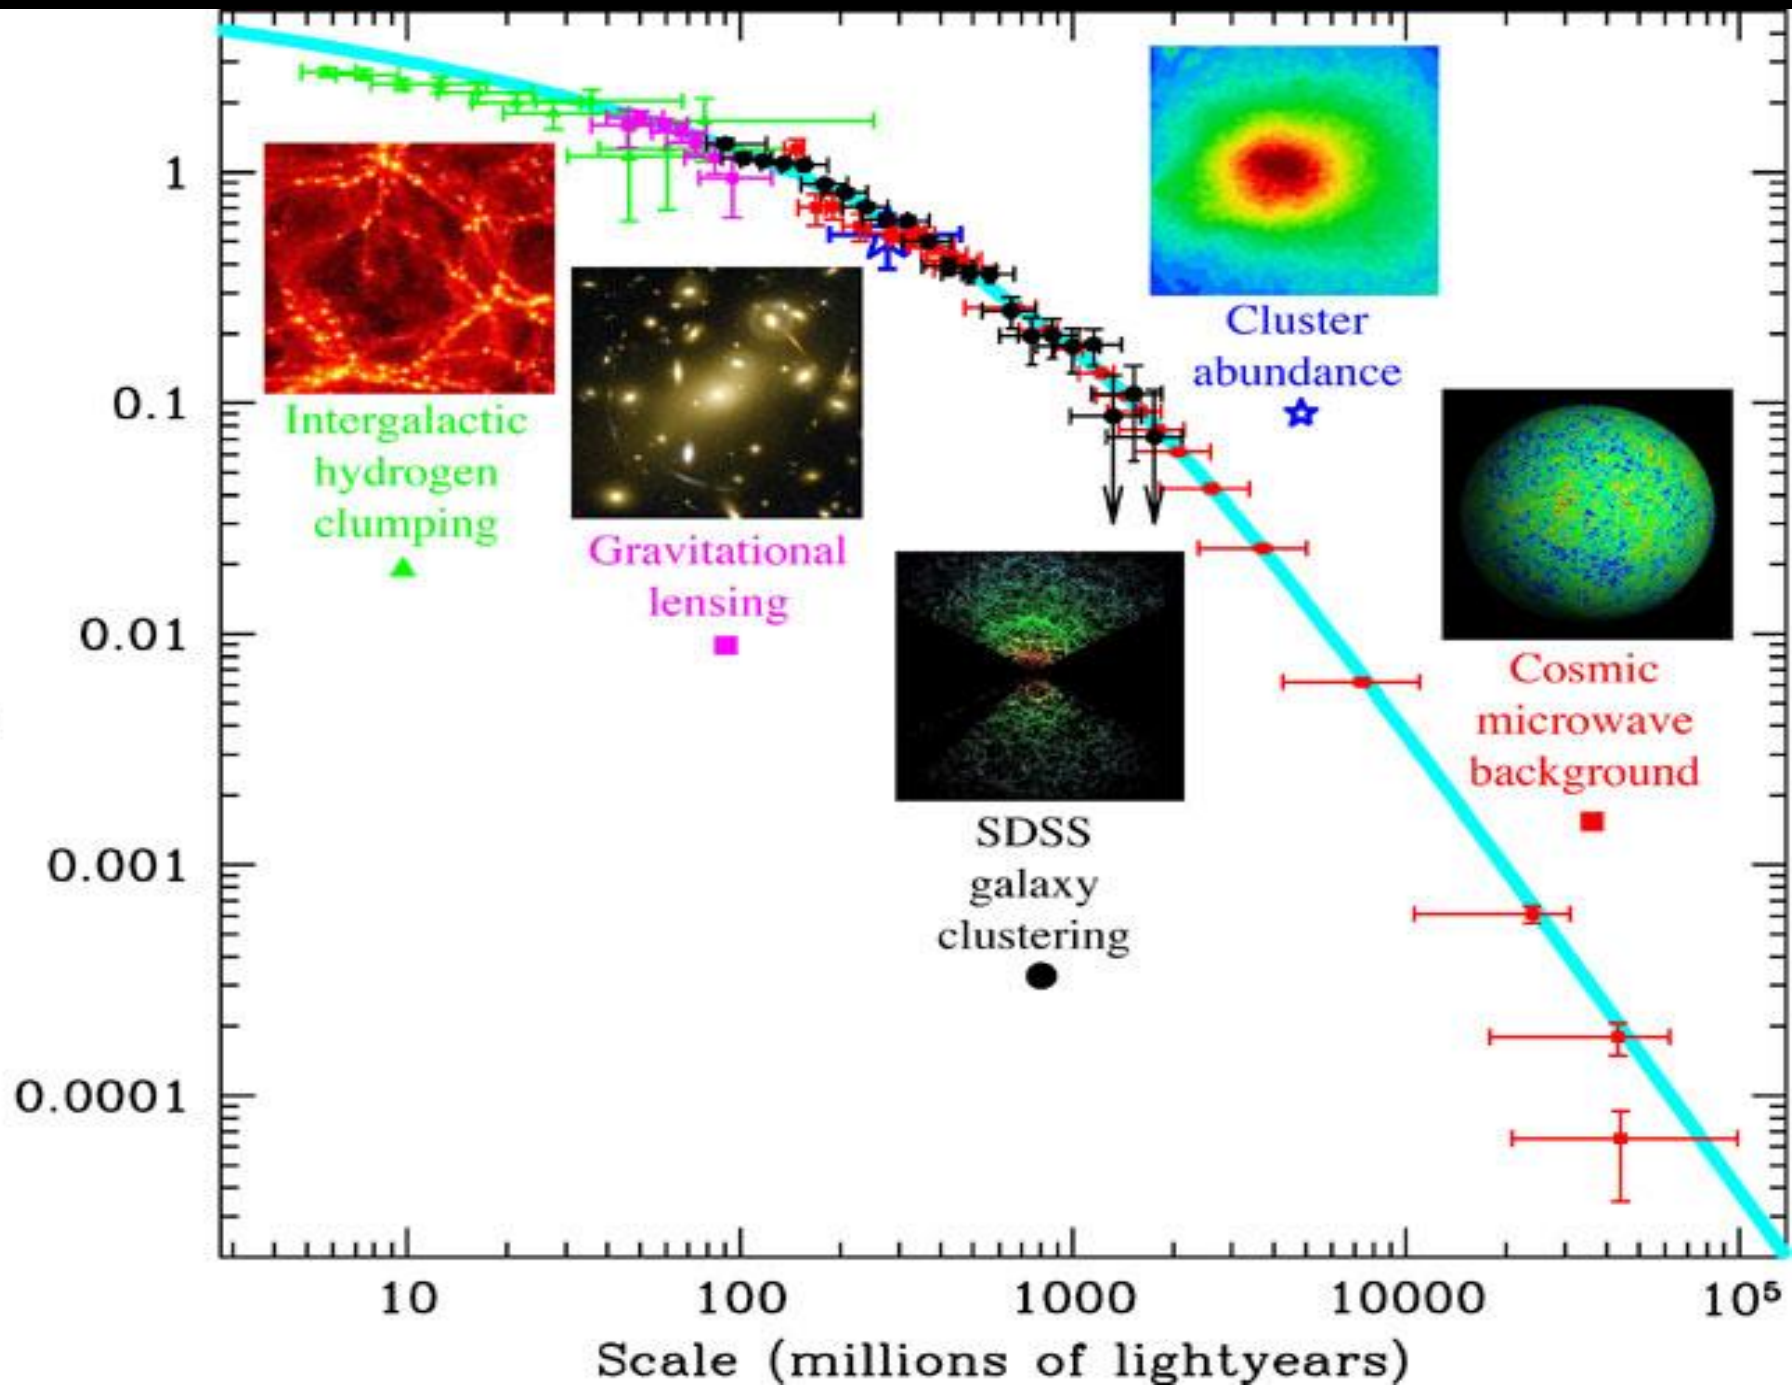 1
0.1
0.01
0.001
0.0001
Intergalactic
hydrogen
clumping
Gravitational
lensing
SDSS
galaxy
clustering
Cluster
abundance
Cosmic
microwave
background
10 100 1000 10000 10⁵
Scale (millions of lightyears)